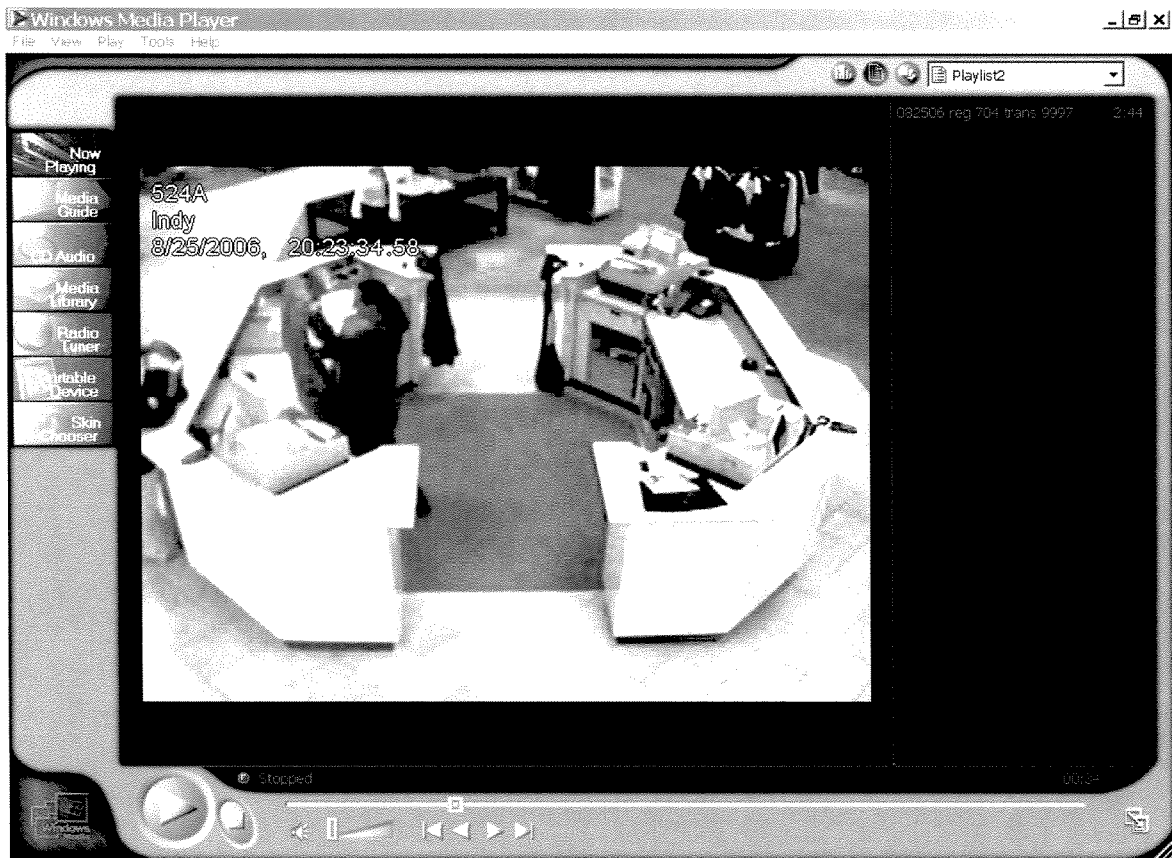 Windows Media Player
File View Play Tools Help
Playlist2
082506 reg 704 trans 9997 2:44
Now
Playing
Media
Guide
CD Audio
Media
Library
Radio
Tuner
Portable
Device
Skin
Chooser
524A
Indy
8/25/2006, 20:23:34.58
Stopped
00:34
Windows
Media